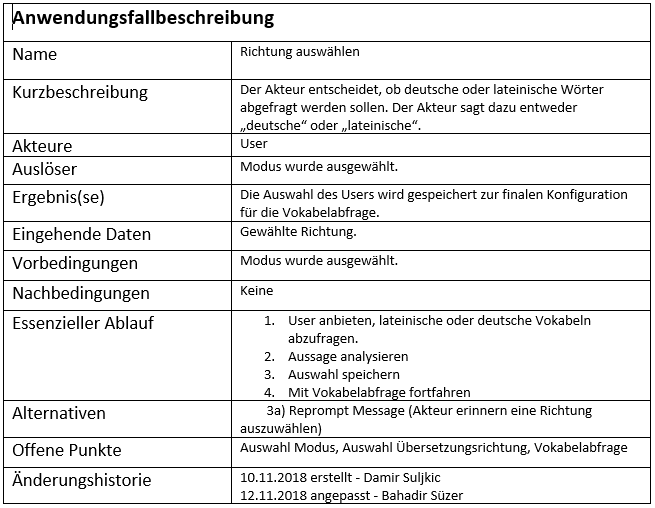 Anwendungsfallbeschreibung
Name
Richtung auswählen
Kurzbeschreibung
Der Akteur entscheidet, ob deutsche oder lateinische Wörter
abgefragt werden sollen. Der Akteur sagt dazu entweder
„deutsche“ oder „lateinische“.
Akteure
User
Auslöser
Modus wurde ausgewählt.
Ergebnis(se)
Die Auswahl des Users wird gespeichert zur finalen Konfiguration
für die Vokabelabfrage.
Eingehende Daten
Gewählte Richtung.
Vorbedingungen
Modus wurde ausgewählt.
Nachbedingungen
Keine
Essenzieller Ablauf
1. User anbieten, lateinische oder deutsche Vokabeln
abzufragen.
2. Aussage analysieren
3. Auswahl speichern
4. Mit Vokabelabfrage fortfahren
Alternativen
3a) Reprompt Message (Akteur erinnern eine Richtung
auszuwählen)
Offene Punkte
Auswahl Modus, Auswahl Übersetzungsrichtung, Vokabelabfrage
Änderungshistorie
10.11.2018 erstellt - Damir Suljkic
12.11.2018 angepasst - Bahadir Süzer